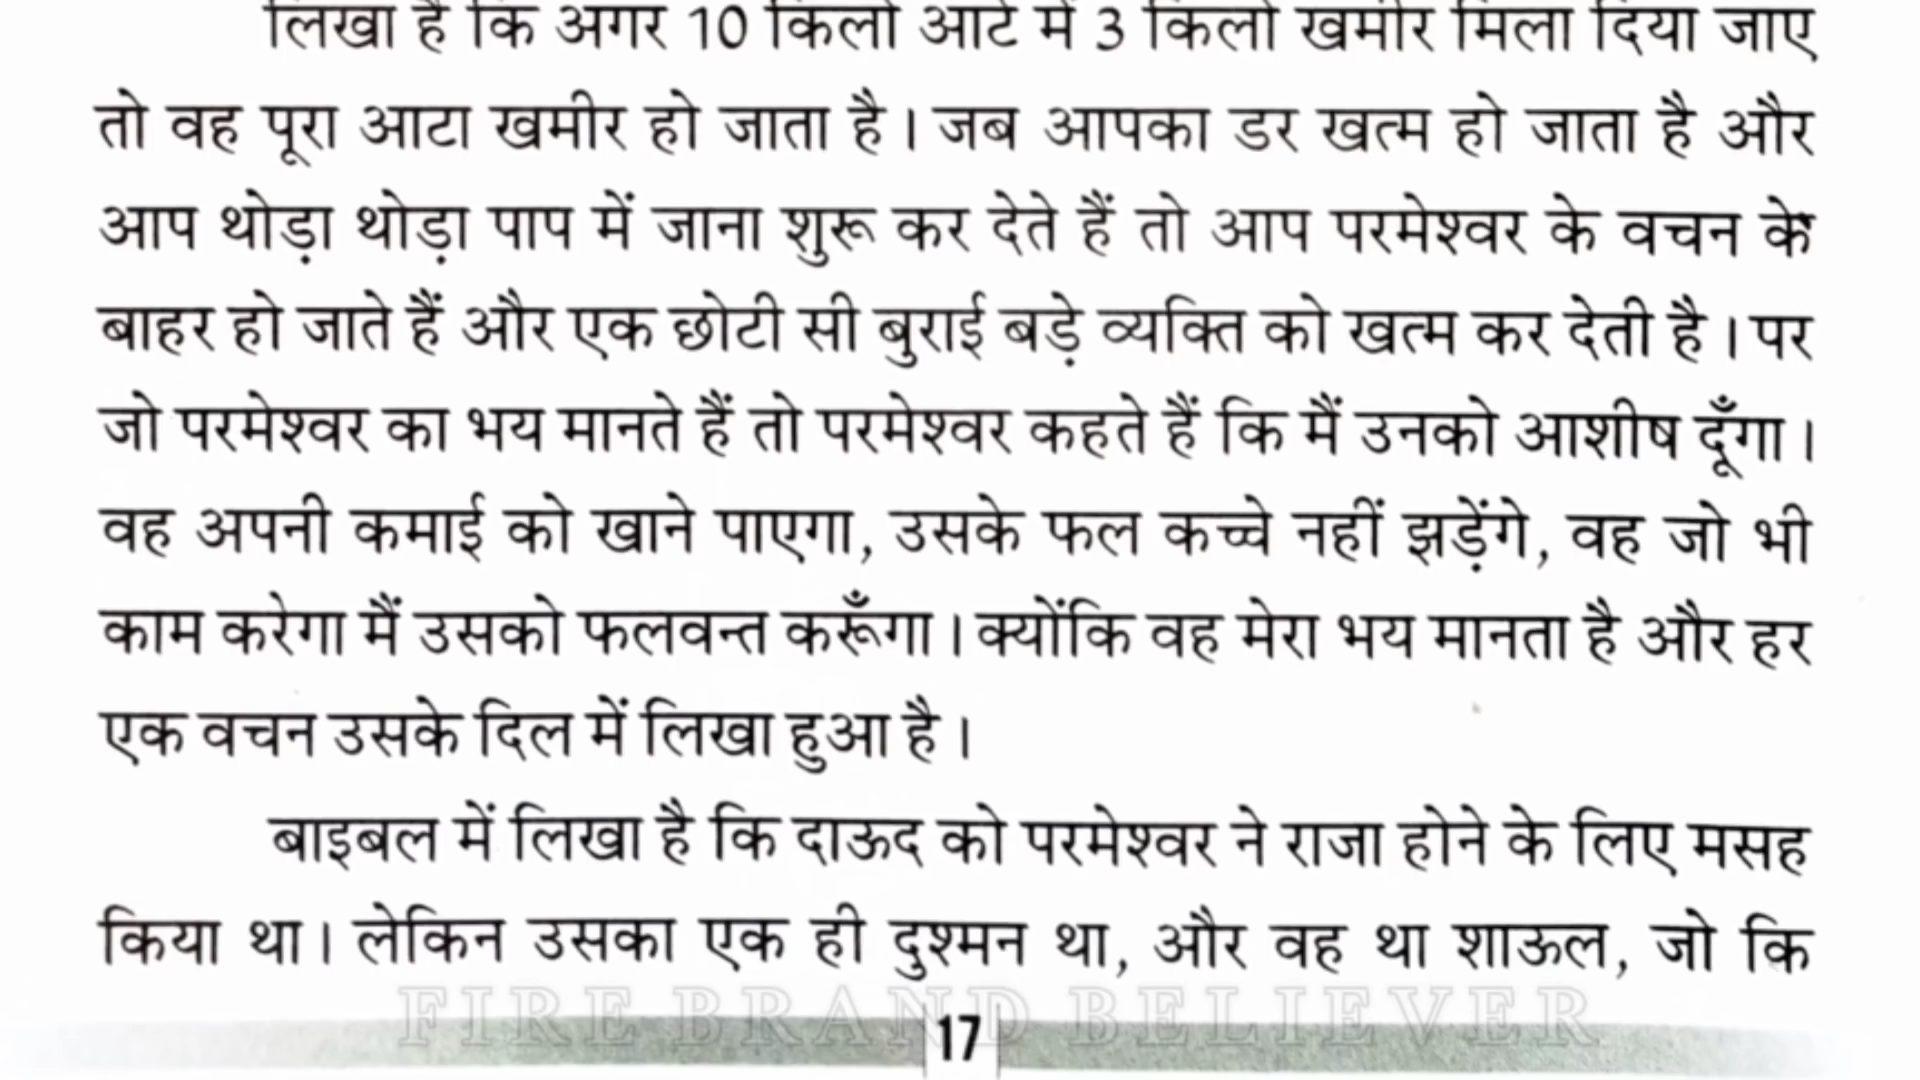 लिखा है कि अगर 10 किलो आटे में 3 किलो खमीर मिला दिया जाए
तो वह पूरा आटा खमीर हो जाता है। जब आपका डर खत्म हो जाता है और
आप थोड़ा थोड़ा पाप में जाना शुरू कर देते हैं तो आप परमेश्वर के वचन के
बाहर हो जाते हैं और एक छोटी सी बुराई बड़े व्यक्ति को खत्म कर देती है। पर
जो परमेश्वर का भय मानते हैं तो परमेश्वर कहते हैं कि मैं उनको आशीष दूँगा।
वह अपनी कमाई को खाने पाएगा, उसके फल कच्चे नहीं झड़ेंगे, वह जो भी
काम करेगा मैं उसको फलवन्त करूँगा। क्योंकि वह मेरा भय मानता है और हर
एक वचन उसके दिल में लिखा हुआ है।
बाइबल में लिखा है कि दाऊद को परमेश्वर ने राजा होने के लिए मसह
किया था। लेकिन उसका एक ही दुश्मन था, और वह था शाऊल, जो कि
FIRE BRAND BELIEVER
17